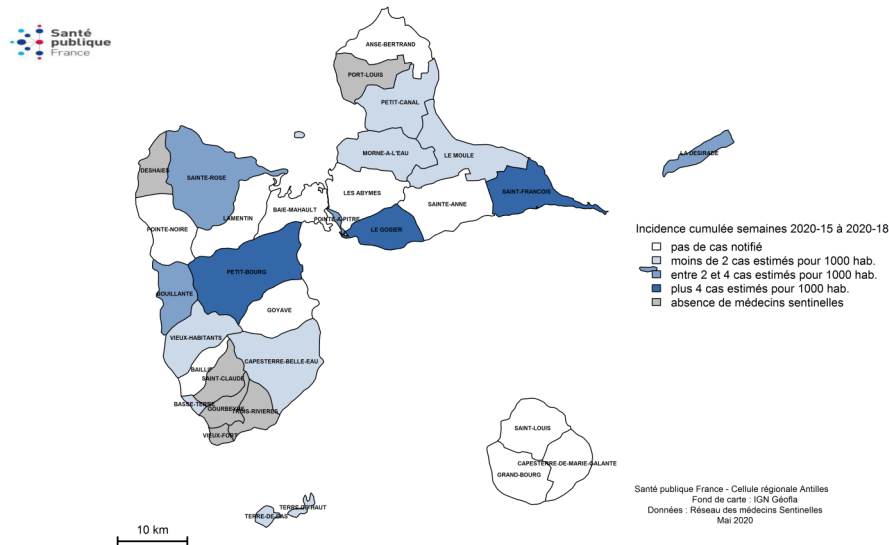 Santé
publique
France
ANSE-BERTRAND
PORT-LOUIS
PETIT-CANAL
MORNE-A-L'EAU
LE MOULE
LA DESIRADE
DESHAIES
SAINTE-ROSE
LES ABYMES
SAINTE-ANNE
SAINT-FRANCOIS
BAIE-MAHAULT
LAMENTIN
POINTE-A-PITRE
POINTE-NOIRE
LE GOSIER
Incidence cumulée semaines 2020-15 à 2020-18
pas de cas notifié
moins de 2 cas estimés pour 1000 hab.
entre 2 et 4 cas estimés pour 1000 hab.
plus 4 cas estimés pour 1000 hab.
absence de médecins sentinelles
PETIT-BOURG
BOUILLANTE
GOYAVE
VIEUX-HABITANTS
CAPESTERRE-BELLE-EAU
BAILLIF
SAINT-CLAUDE
BASSE-TERRE
GOURBEYRE
TROIS-RIVIERES
VIEUX-FORT
SAINT-LOUIS
CAPESTERRE-DE-MARIE-GALANTE
GRAND-BOURG
TERRE-DE-HAUT
TERRE-DE-BAS
Santé publique France - Cellule régionale Antilles
Fond de carte : IGN Géofla
Données : Réseau des médecins Sentinelles
Mai 2020
10 km